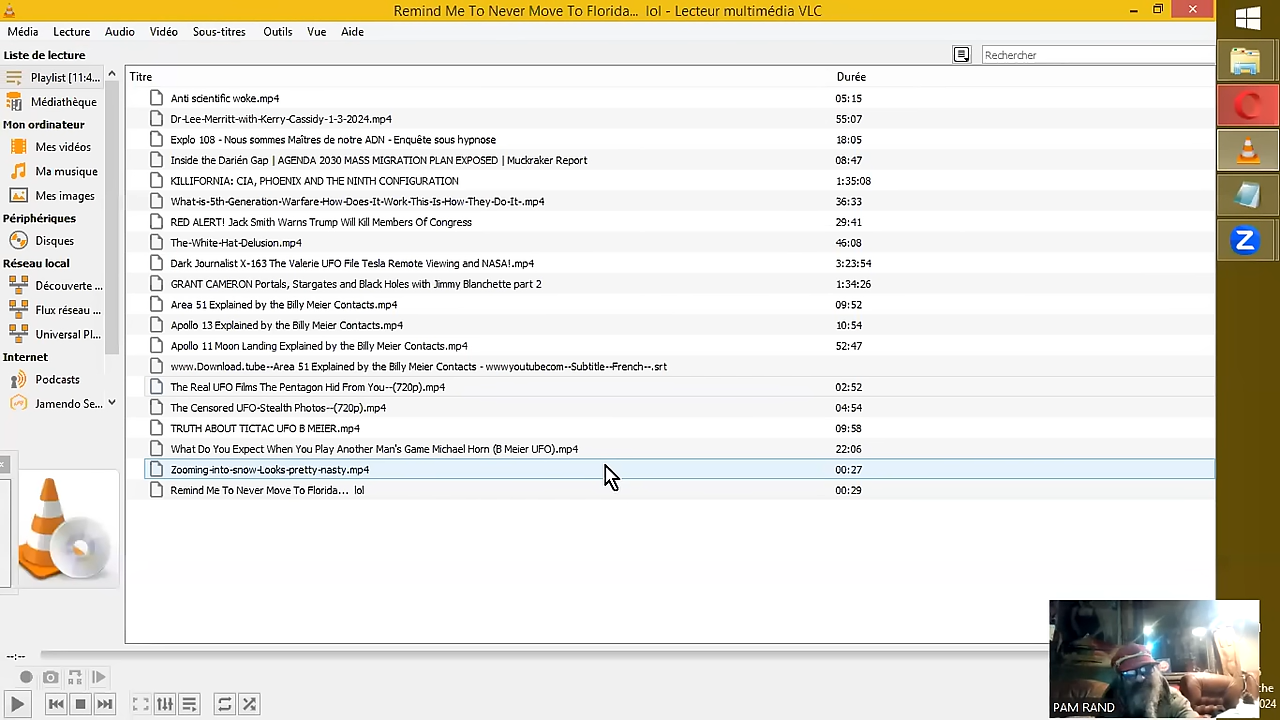 Remind Me To Never Move To Florida... lol - Lecteur multimédia VLC
Média Lecture Audio Vidéo Sous-titres Outils Vue Aide
Liste de lecture
Playlist [11:4...
Médiathèque
Mon ordinateur
Mes vidéos
Ma musique
Mes images
Périphériques
Disques
Réseau local
Découverte ...
Flux réseau ...
Universal Pl...
Internet
Podcasts
Jamendo Se...
Rechercher
Titre Durée
Anti scientific woke.mp4 05:15
Dr-Lee-Merritt-with-Kerry-Cassidy-1-3-2024.mp4 55:07
Explo 108 - Nous sommes Maîtres de notre ADN - Enquête sous hypnose 18:05
Inside the Darién Gap | AGENDA 2030 MASS MIGRATION PLAN EXPOSED | Muckraker Report 08:47
KILLIFORNIA: CIA, PHOENIX AND THE NINTH CONFIGURATION 1:35:08
What-is-5th-Generation-Warfare-How-Does-It-Work-This-Is-How-They-Do-It-.mp4 36:33
RED ALERT! Jack Smith Warns Trump Will Kill Members Of Congress 29:41
The-White-Hat-Delusion.mp4 46:08
Dark Journalist X-163 The Valerie UFO File Tesla Remote Viewing and NASA!.mp4 3:23:54
GRANT CAMERON Portals, Stargates and Black Holes with Jimmy Blanchette part 2 1:34:26
Area 51 Explained by the Billy Meier Contacts.mp4 09:52
Apollo 13 Explained by the Billy Meier Contacts.mp4 10:54
Apollo 11 Moon Landing Explained by the Billy Meier Contacts.mp4 52:47
www.Download.tube--Area 51 Explained by the Billy Meier Contacts - wwwyoutubecom--Subtitle--French--.srt
The Real UFO Films The Pentagon Hid From You--(720p).mp4 02:52
The Censored UFO-Stealth Photos--(720p).mp4 04:54
TRUTH ABOUT TICTAC UFO B MEIER.mp4 09:58
What Do You Expect When You Play Another Man's Game Michael Horn (B Meier UFO).mp4 22:06
Zooming-into-snow-Looks-pretty-nasty.mp4 00:27
Remind Me To Never Move To Florida... lol 00:29
--:--
PAM RAND